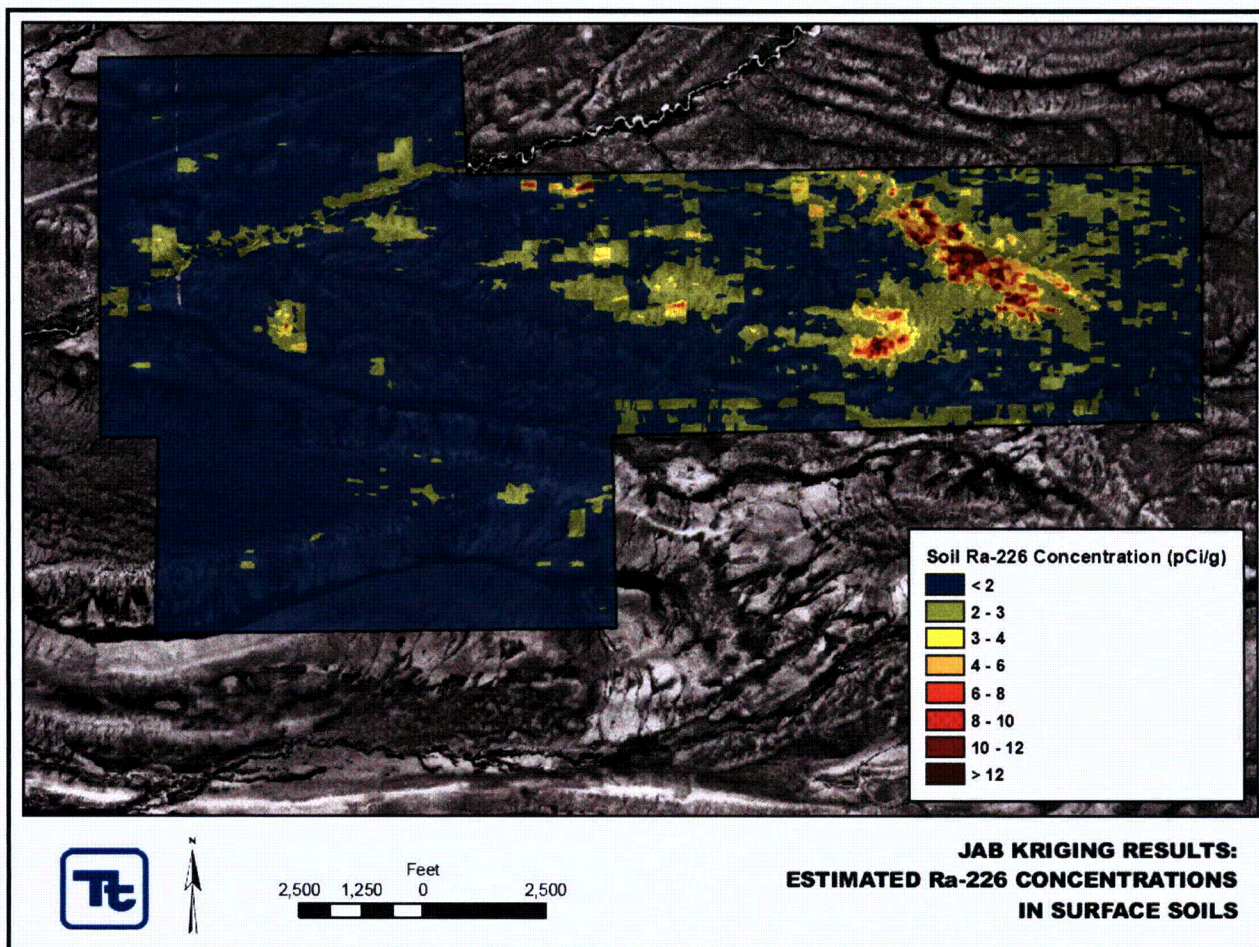 Soil Ra-226 Concentration (pCi/g)
< 2
2 - 3
3 - 4
4 - 6
6 - 8
8 - 10
10 - 12
> 12
Tt
N
Feet
2,500 1,250 0 2,500
JAB KRIGING RESULTS:
ESTIMATED Ra-226 CONCENTRATIONS
IN SURFACE SOILS